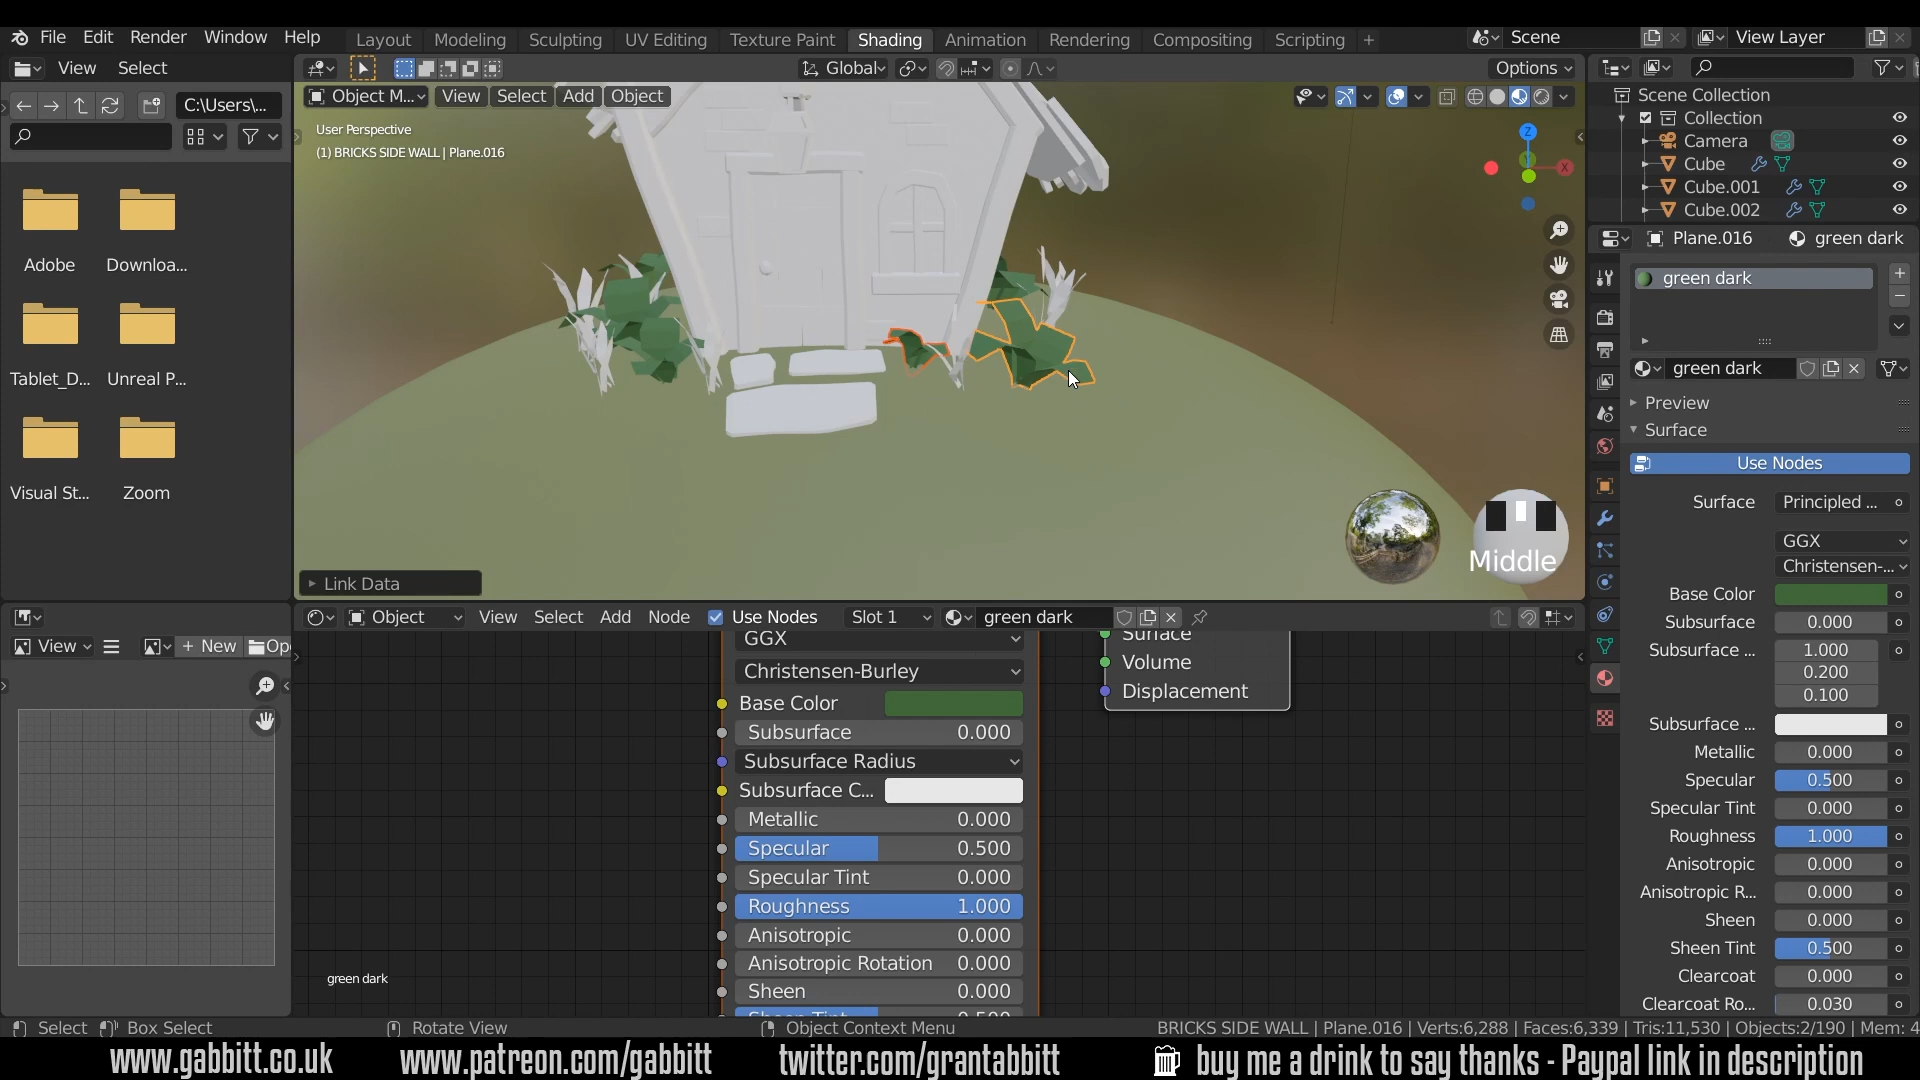 File Edit Render Window Help Layout Modeling Sculpting UV Editing Texture Paint Shading Animation Rendering Compositing Scripting + Scene View Layer
View Select Global Options
C:\Users\... Object M... View Select Add Object
User Perspective
(1) BRICKS SIDE WALL | Plane.016
Adobe Downloa...
Tablet_D... Unreal P...
Visual St... Zoom
Z
X
Middle
Link Data
Scene Collection
Collection
Camera
Cube
Cube.001
Cube.002
Plane.016 green dark
green dark
green dark
Preview
Surface
Use Nodes
Surface Principled ...
GGX
Christensen-...
Base Color
Subsurface 0.000
Subsurface ... 1.000
0.200
0.100
Subsurface ...
Metallic 0.000
Specular 0.500
Specular Tint 0.000
Roughness 1.000
Anisotropic 0.000
Anisotropic R... 0.000
Sheen 0.000
Sheen Tint 0.500
Clearcoat 0.000
Clearcoat Ro... 0.030
View + New Op
Object View Select Add Node Use Nodes Slot 1 green dark
GGX
Christensen-Burley
Base Color
Subsurface 0.000
Subsurface Radius
Subsurface C...
Metallic 0.000
Specular 0.500
Specular Tint 0.000
Roughness 1.000
Anisotropic 0.000
Anisotropic Rotation 0.000
Sheen 0.000
Sheen Tint 0.500
Surface
Volume
Displacement
green dark
Select Box Select Rotate View Object Context Menu BRICKS SIDE WALL | Plane.016 | Verts:6,288 | Faces:6,339 | Tris:11,530 | Objects:2/190 | Mem: 4
www.gabbitt.co.uk www.patreon.com/gabbitt twitter.com/grantabbitt buy me a drink to say thanks - Paypal link in description